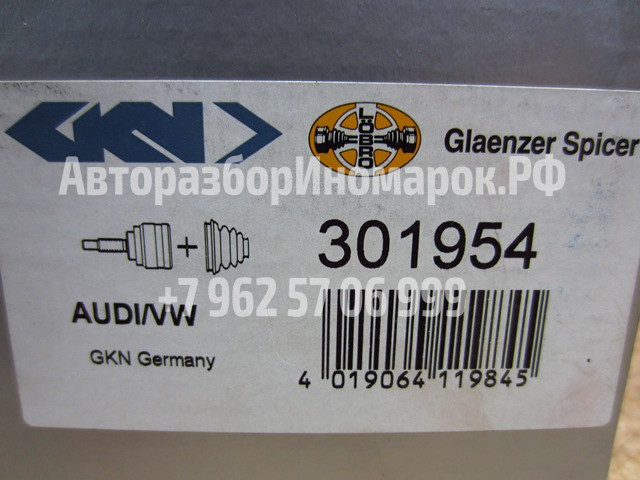 GKN
LÖBRO
Glaenzer Spicer
АвторазборИномарок.РФ
+
301954
+7 962 57 06 999
AUDI/VW
GKN Germany
4 019064 119845